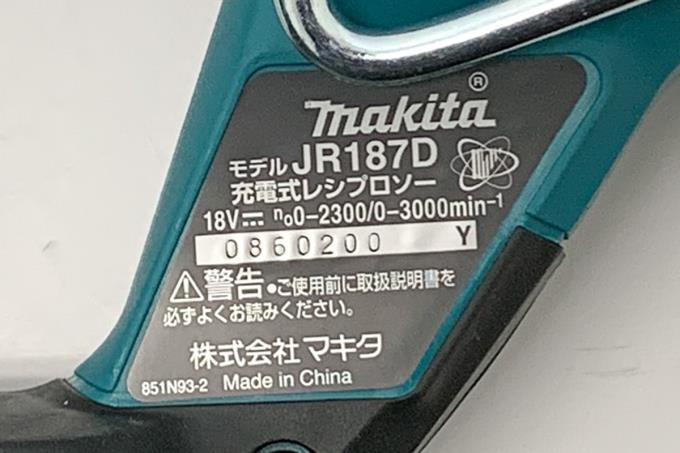 makita®
モデル JR187D
充電式レシプロソー
18V⎓ n₀0-2300/0-3000min⁻¹
0860200 Y
⚠警告 •ご使用前に取扱説明書を
必ずよくお読みください。
株式会社 マキタ
851N93-2 Made in China